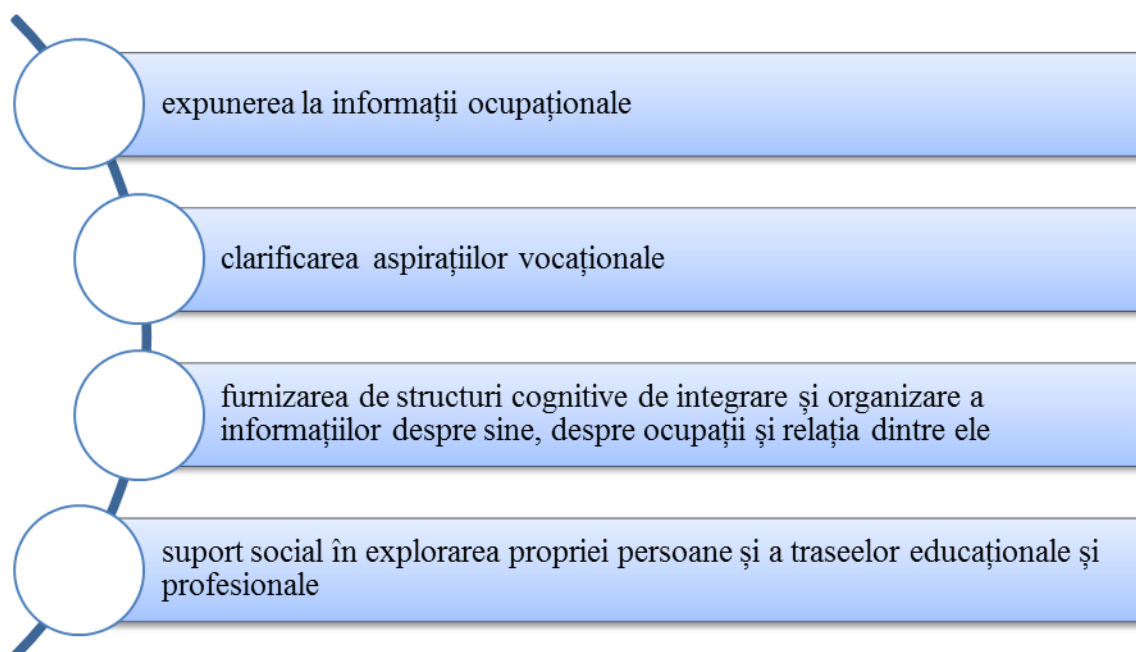 expunerea la informații ocupaționale
clarificarea aspirațiilor vocaționale
furnizarea de structuri cognitive de integrare și organizare a
informațiilor despre sine, despre ocupații și relația dintre ele
suport social în explorarea propriei persoane și a traseelor educaționale și
profesionale